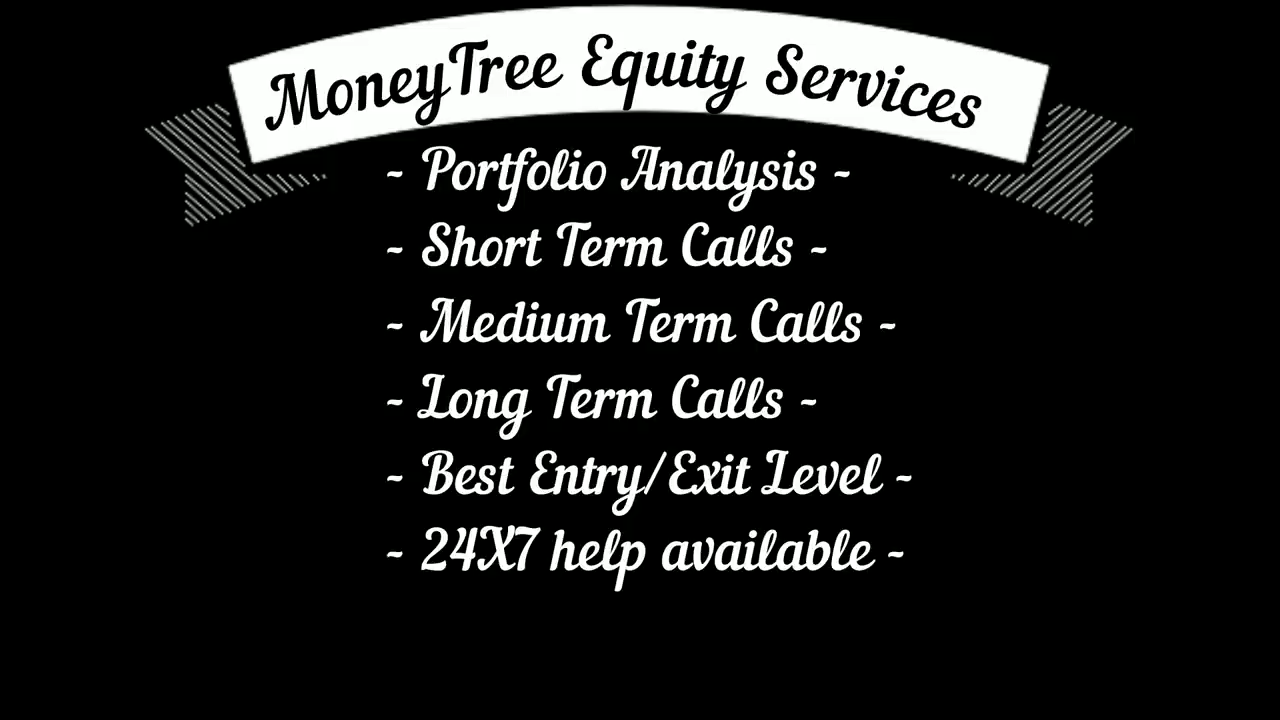 MoneyTree Equity Services
- Portfolio Analysis -
- Short Term Calls -
- Medium Term Calls -
- Long Term Calls -
- Best Entry/Exit Level -
- 24X7 help available -